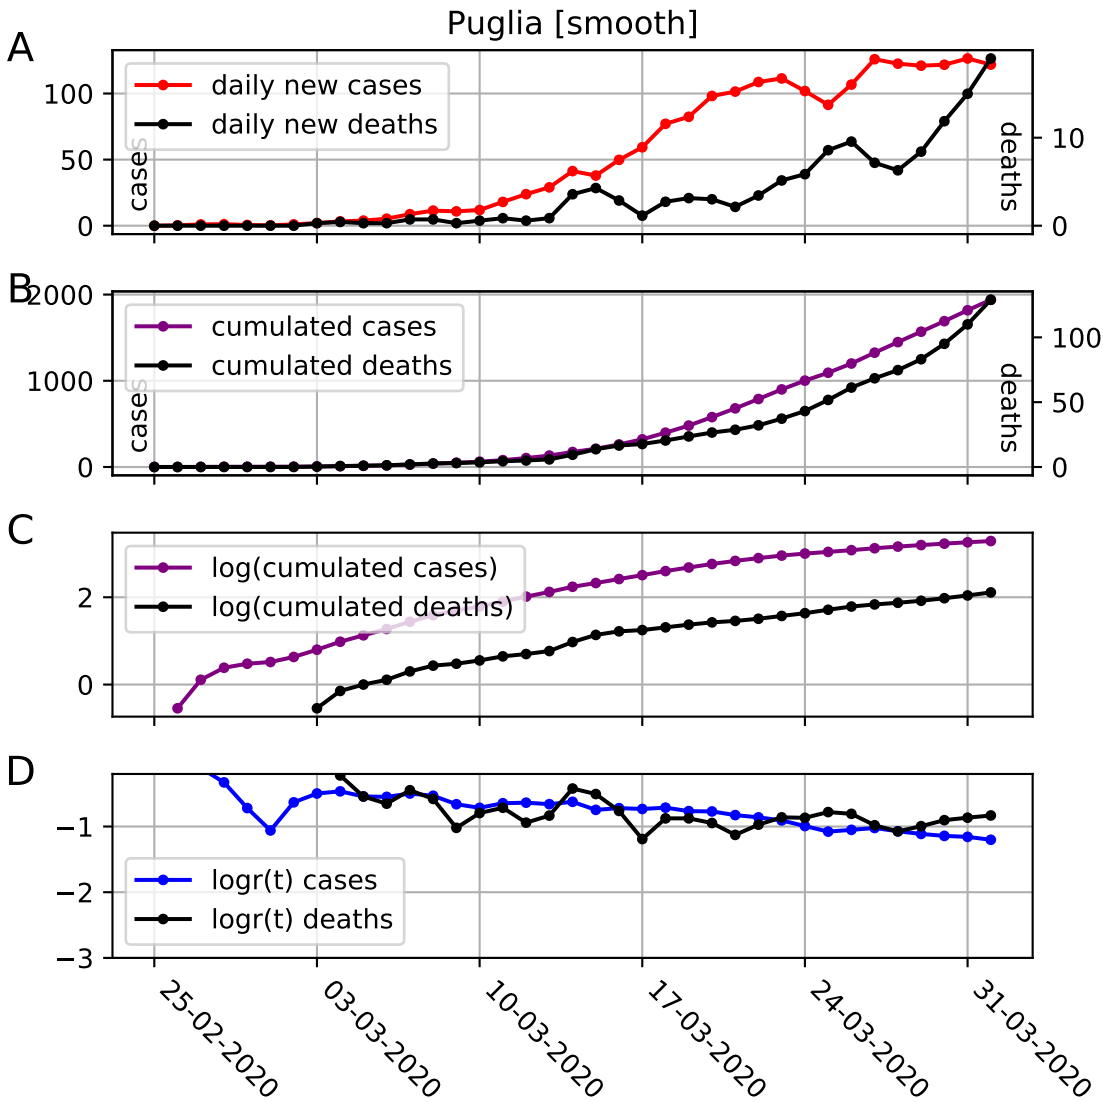 Puglia [smooth]
A
daily new cases
daily new deaths
100
50
0
cases
10
0
deaths
B
cumulated cases
cumulated deaths
2000
1000
0
cases
100
50
0
deaths
C
log(cumulated cases)
log(cumulated deaths)
2
0
D
logr(t) cases
logr(t) deaths
−1
−2
−3
25-02-2020
03-03-2020
10-03-2020
17-03-2020
24-03-2020
31-03-2020